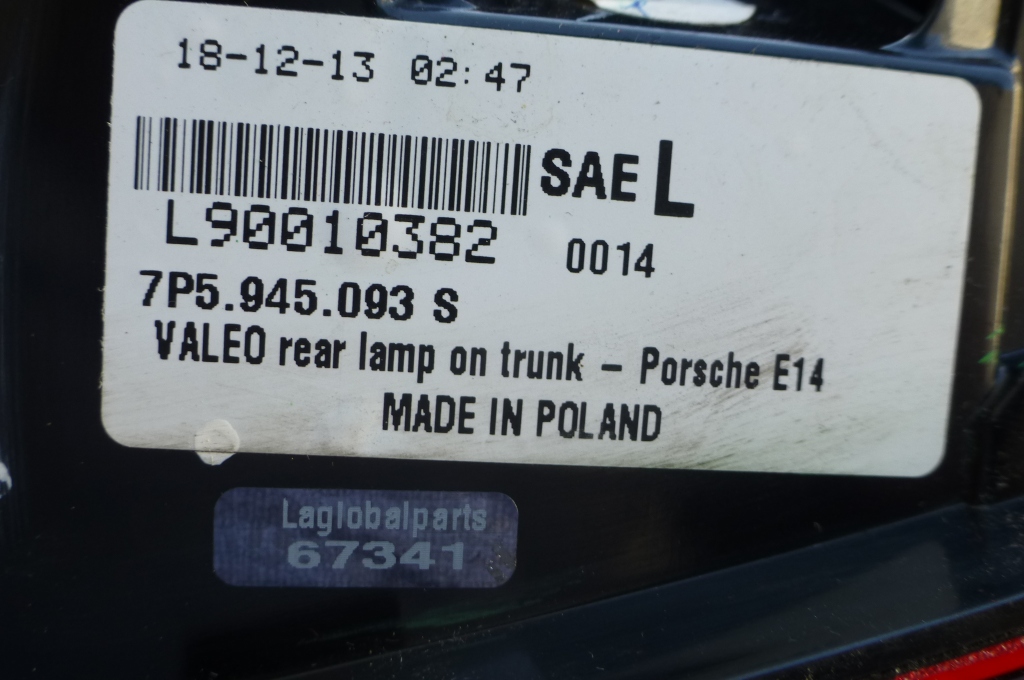 18-12-13 02:47
SAE L
L90010382 0014
7P5.945.093 S
VALEO rear lamp on trunk - Porsche E14
MADE IN POLAND
Laglobalparts
67341